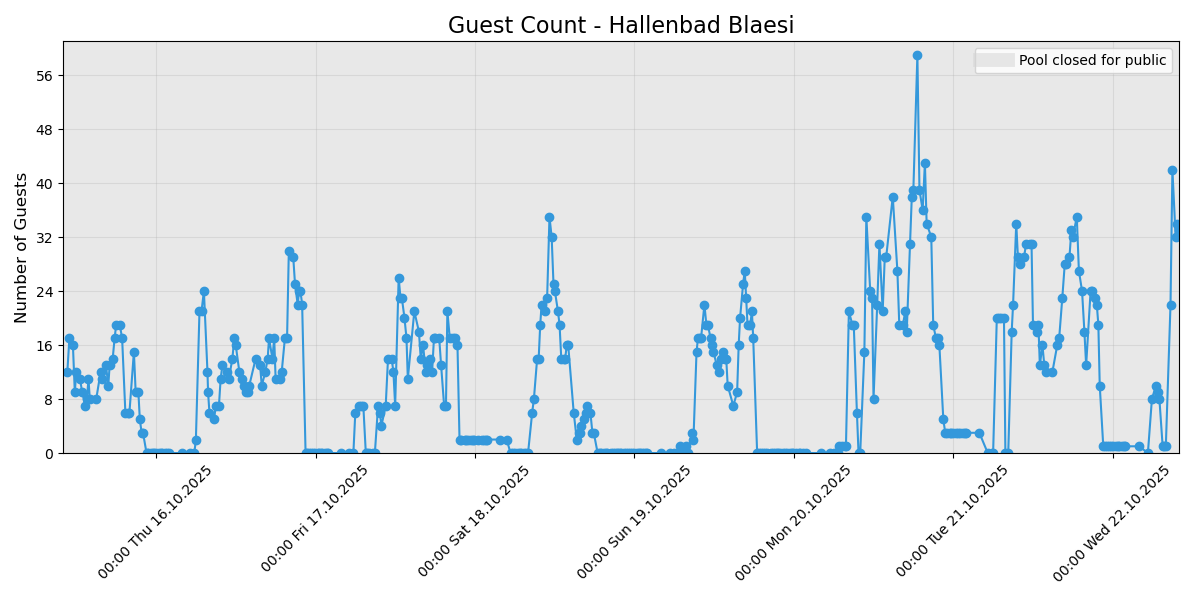 Guest Count - Hallenbad Blaesi
Pool closed for public
Number of Guests
56
48
40
32
24
16
8
0
00:00 Thu 16.10.2025
00:00 Fri 17.10.2025
00:00 Sat 18.10.2025
00:00 Sun 19.10.2025
00:00 Mon 20.10.2025
00:00 Tue 21.10.2025
00:00 Wed 22.10.2025